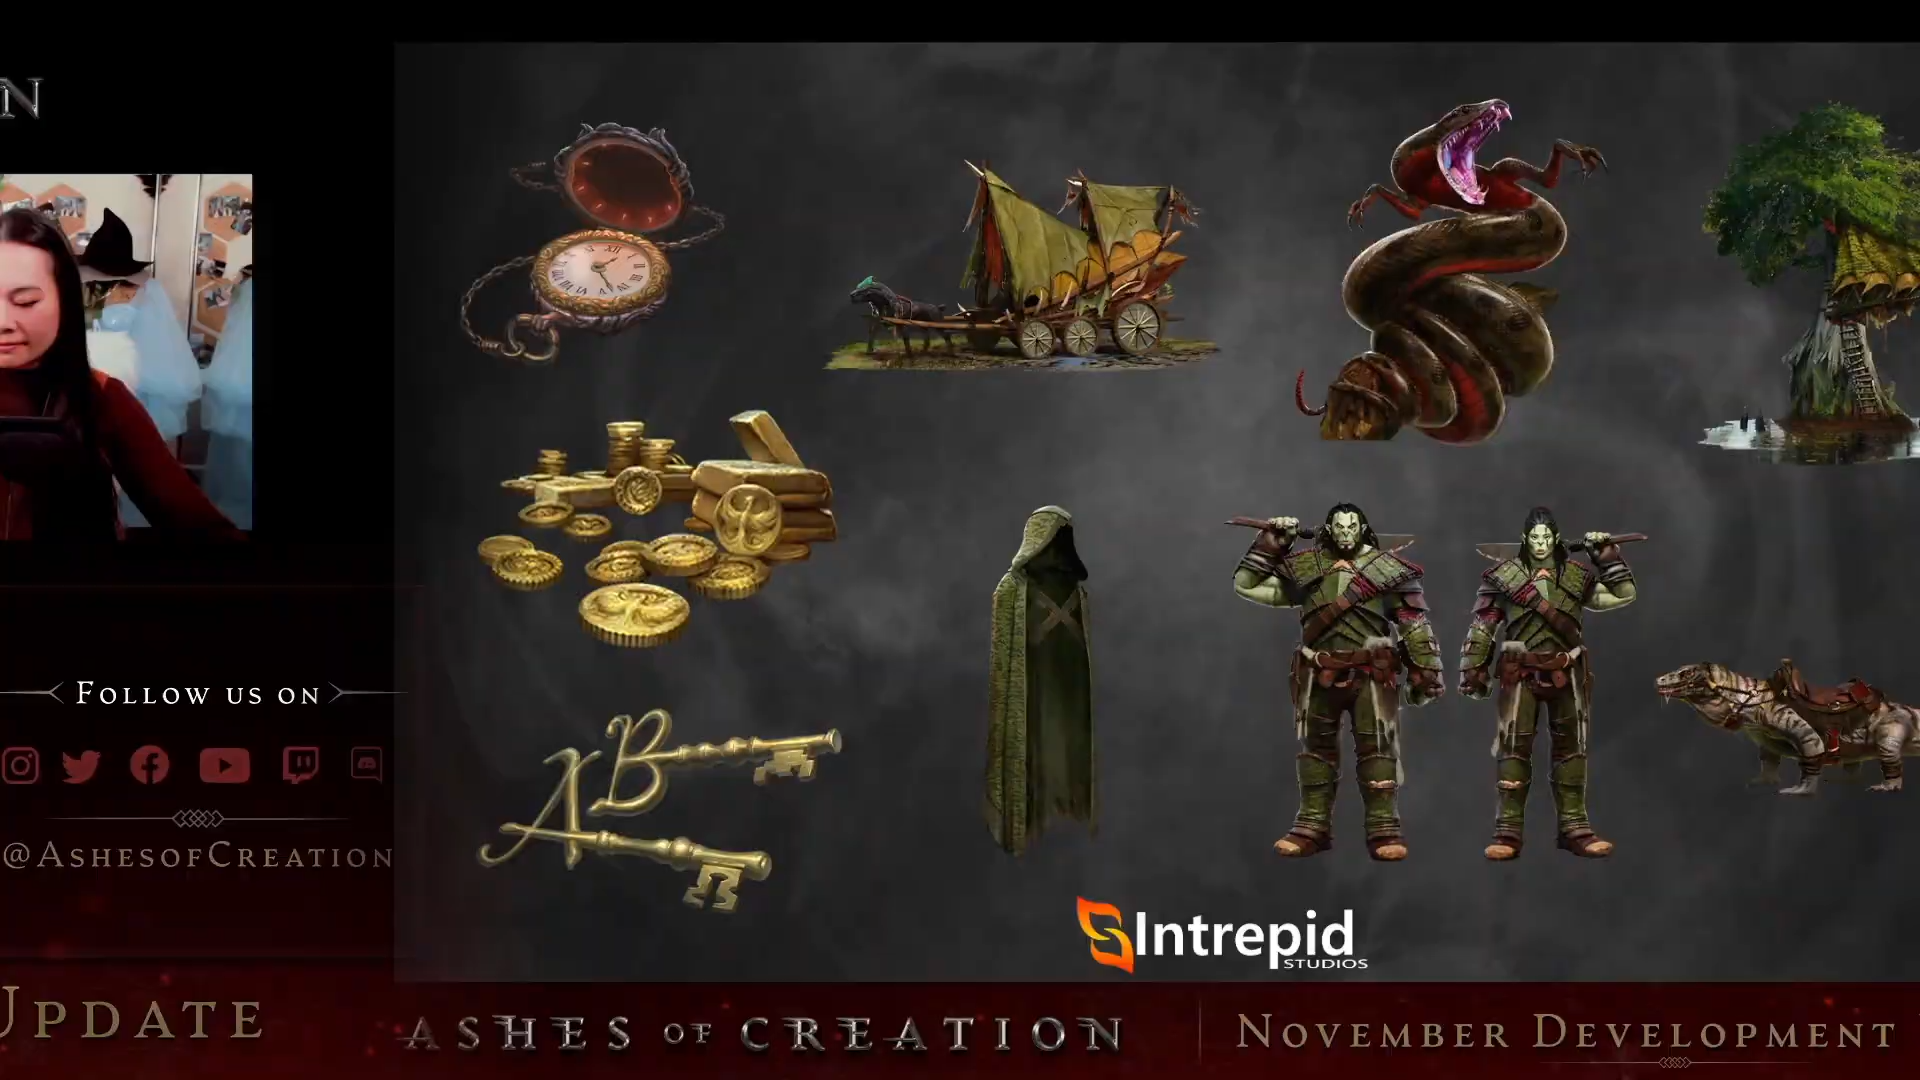 N
FOLLOW US ON
@ASHESOFCREATION
Intrepid
STUDIOS
UPDATE
ASHES OF CREATION
NOVEMBER DEVELOPMENT